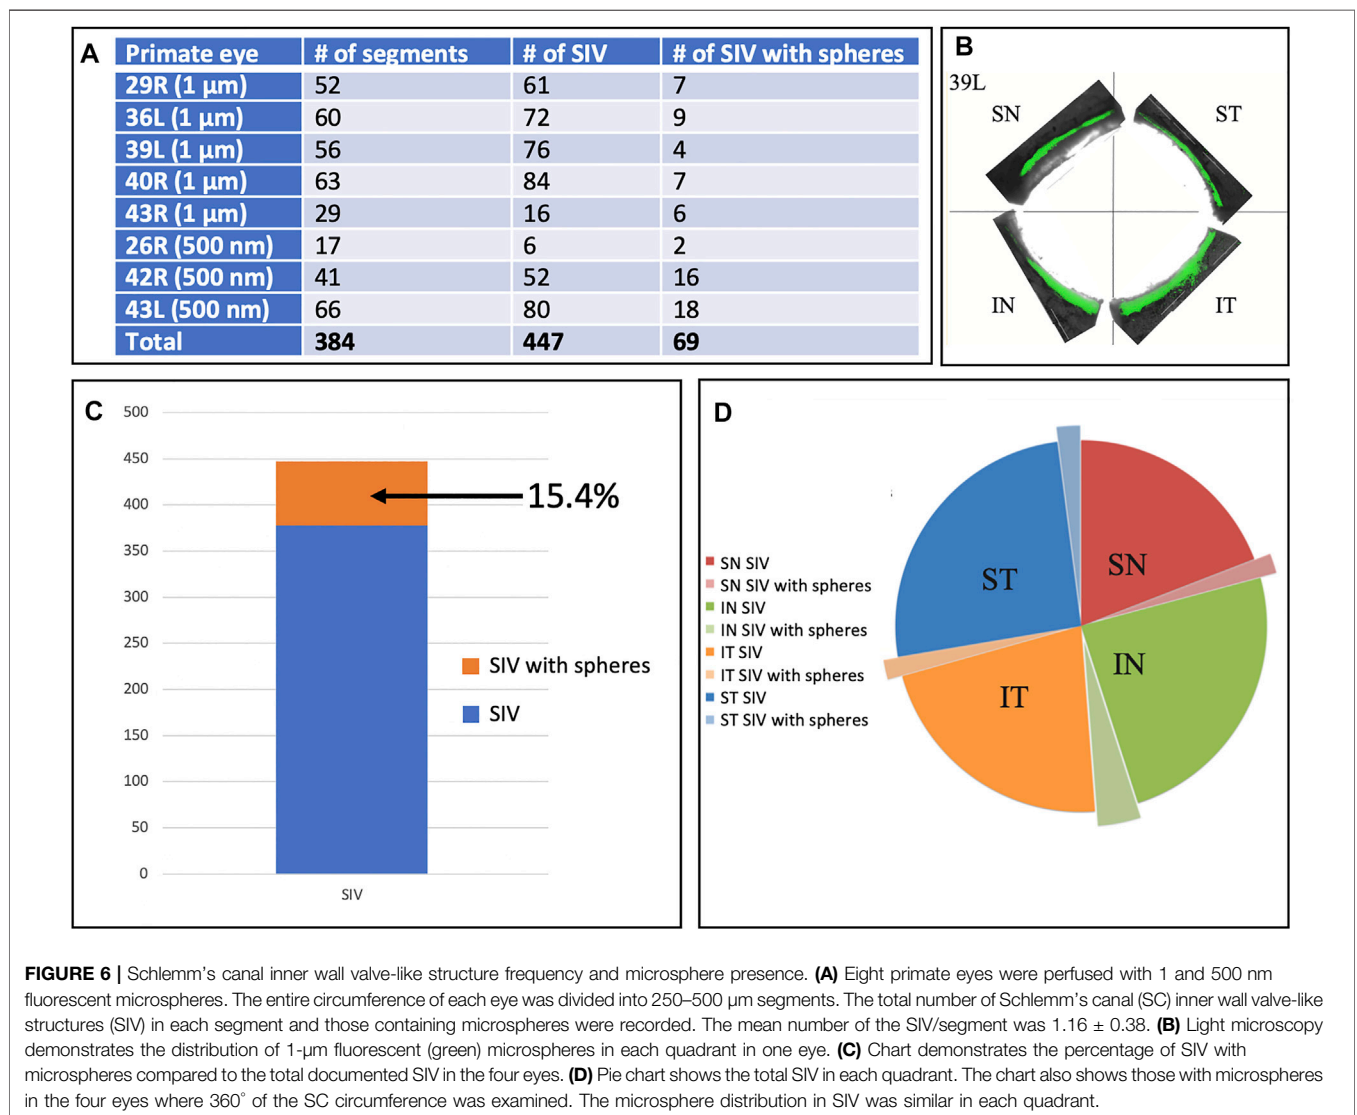 A
Primate eye # of segments # of SIV # of SIV with spheres
29R (1 µm) 52 61 7
36L (1 µm) 60 72 9
39L (1 µm) 56 76 4
40R (1 µm) 63 84 7
43R (1 µm) 29 16 6
26R (500 nm) 17 6 2
42R (500 nm) 41 52 16
43L (500 nm) 66 80 18
Total 384 447 69
B
39L
SN ST
IN IT
C
500
450
400
350
300
250
200
150
100
50
0
15.4%
SIV with spheres
SIV
SIV
D
SN SIV
SN SIV with spheres
IN SIV
IN SIV with spheres
IT SIV
IT SIV with spheres
ST SIV
ST SIV with spheres
ST
SN
IT
IN
FIGURE 6 | Schlemm's canal inner wall valve-like structure frequency and microsphere presence. (A) Eight primate eyes were perfused with 1 and 500 nm
fluorescent microspheres. The entire circumference of each eye was divided into 250–500 µm segments. The total number of Schlemm's canal (SC) inner wall valve-like
structures (SIV) in each segment and those containing microspheres were recorded. The mean number of the SIV/segment was 1.16 ± 0.38. (B) Light microscopy
demonstrates the distribution of 1-µm fluorescent (green) microspheres in each quadrant in one eye. (C) Chart demonstrates the percentage of SIV with
microspheres compared to the total documented SIV in the four eyes. (D) Pie chart shows the total SIV in each quadrant. The chart also shows those with microspheres
in the four eyes where 360° of the SC circumference was examined. The microsphere distribution in SIV was similar in each quadrant.